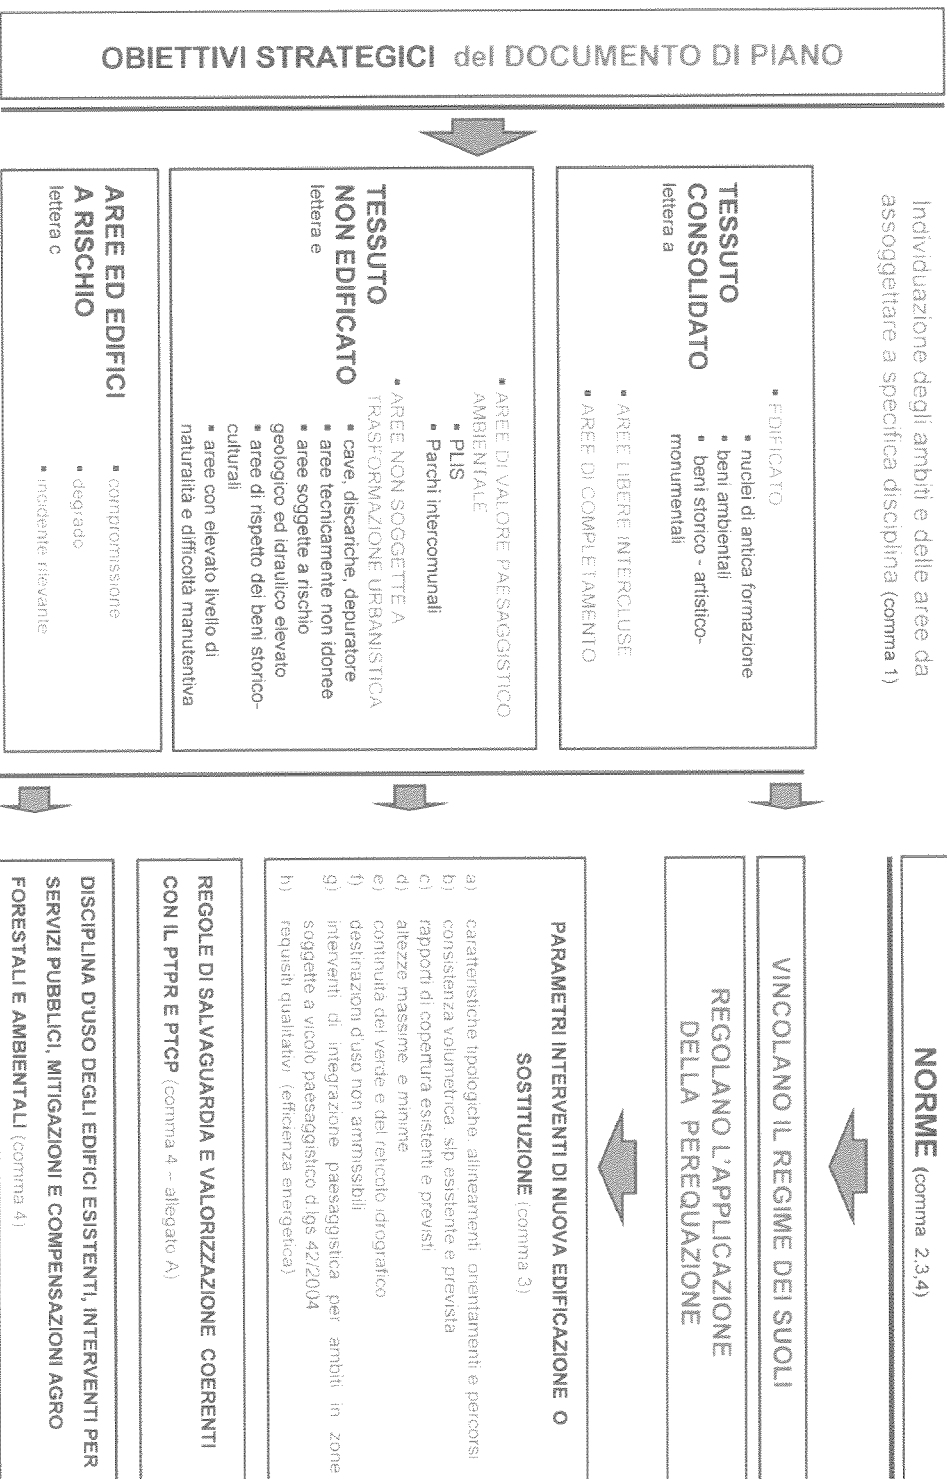 OBIETTIVI STRATEGICI del DOCUMENTO DI PIANO
Individuazione degli ambiti e delle aree da
assoggettare a specifica disciplina (comma 1)
TESSUTO
CONSOLIDATO
lettera a
▪ EDIFICATO
▪ nuclei di antica formazione
▪ beni ambientali
▪ beni storico - artistico-
monumentali
▪ AREE LIBERE INTERCLUSE
▪ AREE DI COMPLETAMENTO
TESSUTO
NON EDIFICATO
lettera e
▪ AREE DI VALORE PAESAGGISTICO
AMBIENTALE
▪ PLIS
▪ Parchi intercomunali
▪ AREE NON SOGGETTE A
TRASFORMAZIONE URBANISTICA
▪ cave, discariche, depuratore
▪ aree tecnicamente non idonee
▪ aree soggette a rischio
geologico ed idraulico elevato
▪ aree di rispetto dei beni storico-
culturali
▪ aree con elevato livello di
naturalità e difficoltà manutentiva
AREE ED EDIFICI
A RISCHIO
lettera c
▪ compromissione
▪ degrado
▪ incidente rilevante
NORME (comma 2,3,4)
VINCOLANO IL REGIME DEI SUOLI
REGOLANO L'APPLICAZIONE
DELLA PEREQUAZIONE
PARAMETRI INTERVENTI DI NUOVA EDIFICAZIONE O
SOSTITUZIONE (comma 3)
a) caratteristiche tipologiche, allineamenti, orientamenti e percorsi
b) consistenza volumetrica, slp esistente e prevista
c) rapporti di copertura esistenti e previsti
d) altezze massime e minime
e) continuità del verde e del reticolo idrografico
f) destinazioni d'uso non ammissibili
g) interventi di integrazione paesaggistica per ambiti in zone
soggette a vicolo paesaggistico d.lgs 42/2004
h) requisiti qualitativi (efficienza energetica)
REGOLE DI SALVAGUARDIA E VALORIZZAZIONE COERENTI
CON IL PTPR E PTCP (comma 4 – allegato A)
DISCIPLINA D'USO DEGLI EDIFICI ESISTENTI, INTERVENTI PER
SERVIZI PUBBLICI, MITIGAZIONI E COMPENSAZIONI AGRO
FORESTALI E AMBIENTALI (comma 4)